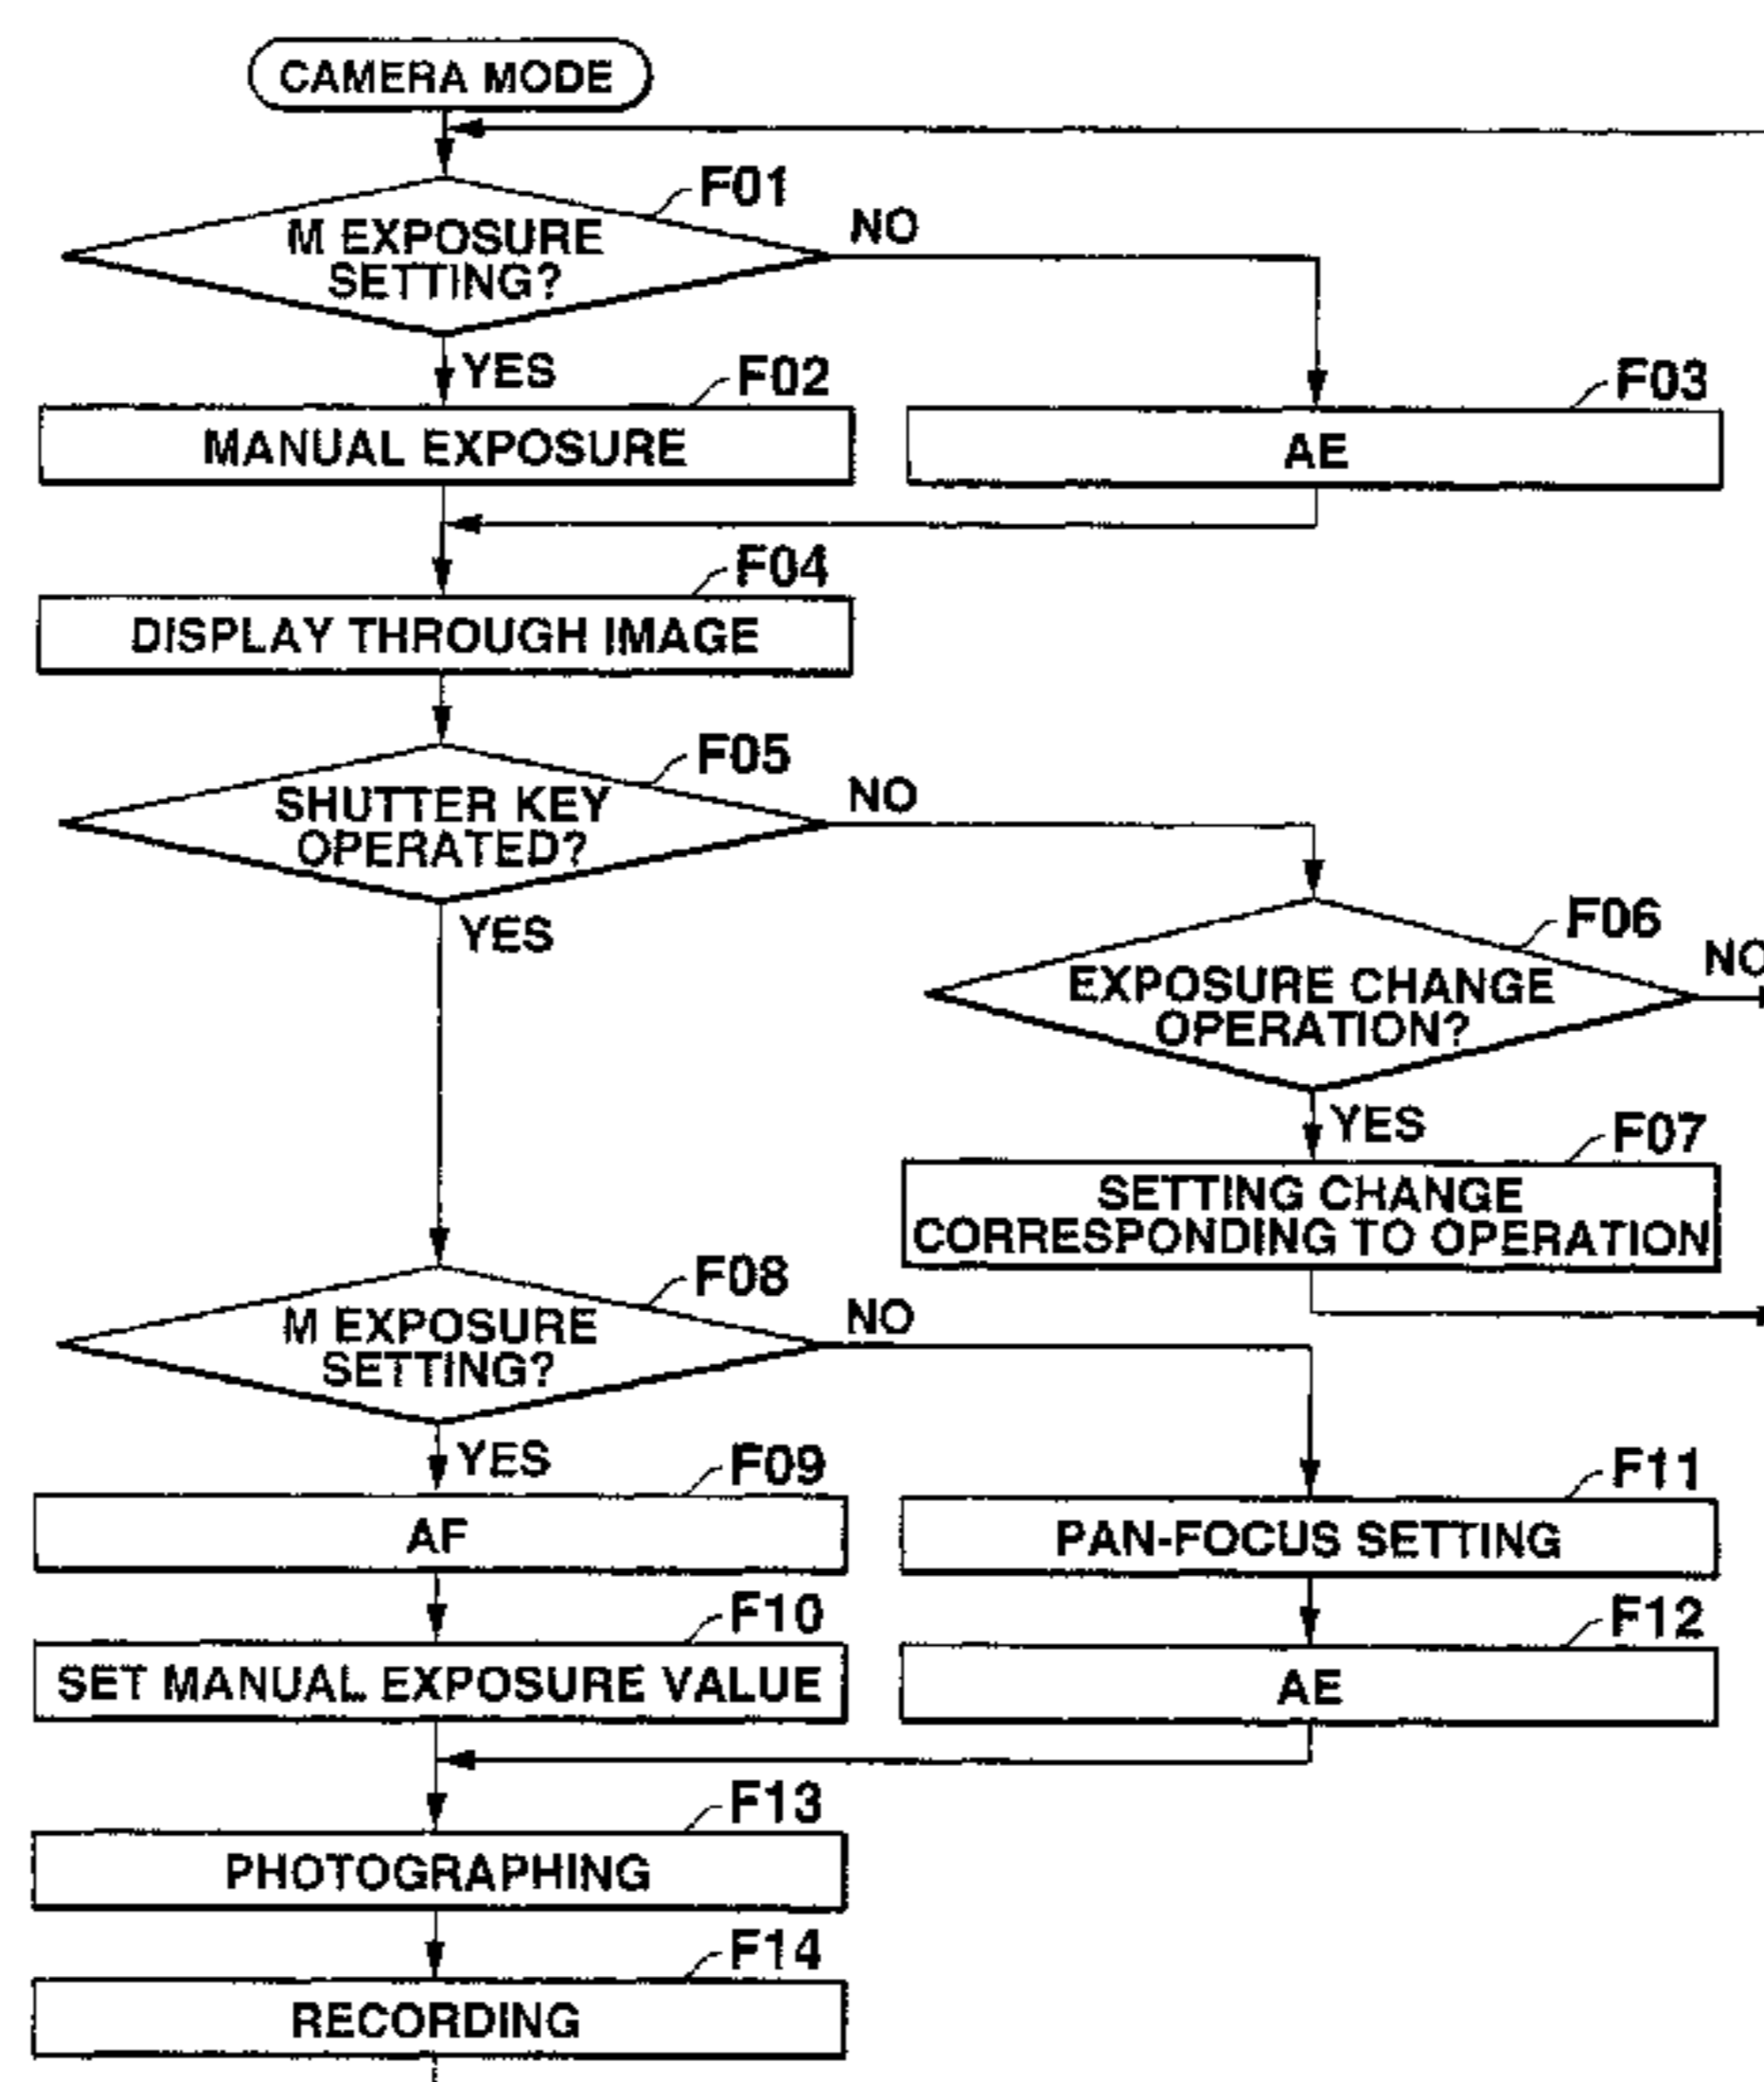 CAMERA MODE
F01
M EXPOSURE
SETTING?
NO
YES
F02
MANUAL EXPOSURE
F03
AE
F04
DISPLAY THROUGH IMAGE
F05
SHUTTER KEY
OPERATED?
NO
YES
F06
EXPOSURE CHANGE
OPERATION?
NO
YES
F07
SETTING CHANGE
CORRESPONDING TO OPERATION
F08
M EXPOSURE
SETTING?
NO
YES
F09
AF
F11
PAN-FOCUS SETTING
F10
SET MANUAL EXPOSURE VALUE
F12
AE
F13
PHOTOGRAPHING
F14
RECORDING